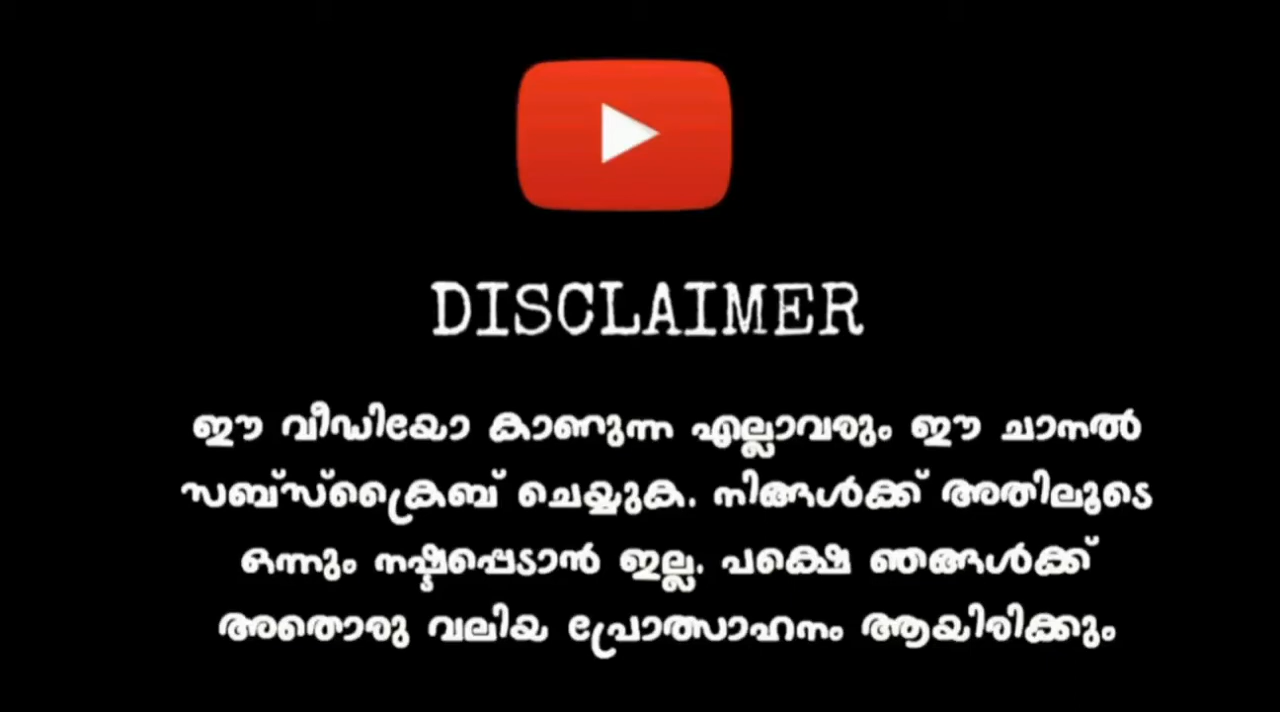 DISCLAIMER
ഈ വീഡിയോ കാണുന്ന എല്ലാവരും ഈ ചാനൽ
സബ്സ്ക്രൈബ് ചെയ്യുക. നിങ്ങൾക്ക് അതിലൂടെ
ഒന്നും നഷ്ടപ്പെടാൻ ഇല്ല. പക്ഷെ ഞങ്ങൾക്ക്
അതൊരു വലിയ പ്രോത്സാഹനം ആയിരിക്കും